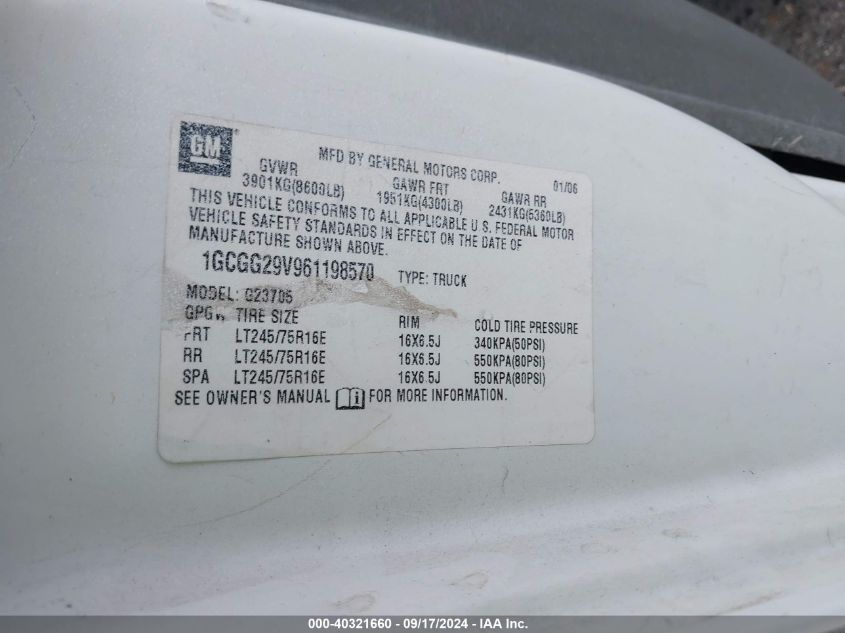 GM
MFD BY GENERAL MOTORS CORP. 01/06
GVWR GAWR FRT GAWR RR
3901KG(8600LB) 1951KG(4300LB) 2431KG(5360LB)
THIS VEHICLE CONFORMS TO ALL APPLICABLE U.S. FEDERAL MOTOR
VEHICLE SAFETY STANDARDS IN EFFECT ON THE DATE OF
MANUFACTURE SHOWN ABOVE.
1GCGG29V961198570 TYPE: TRUCK
MODEL: G23705
TIRE SIZE RIM COLD TIRE PRESSURE
FRT LT245/75R16E 16X6.5J 340KPA(50PSI)
RR LT245/75R16E 16X6.5J 550KPA(80PSI)
SPA LT245/75R16E 16X6.5J 550KPA(80PSI)
SEE OWNER'S MANUAL FOR MORE INFORMATION.
000-40321660 - 09/17/2024 - IAA Inc.